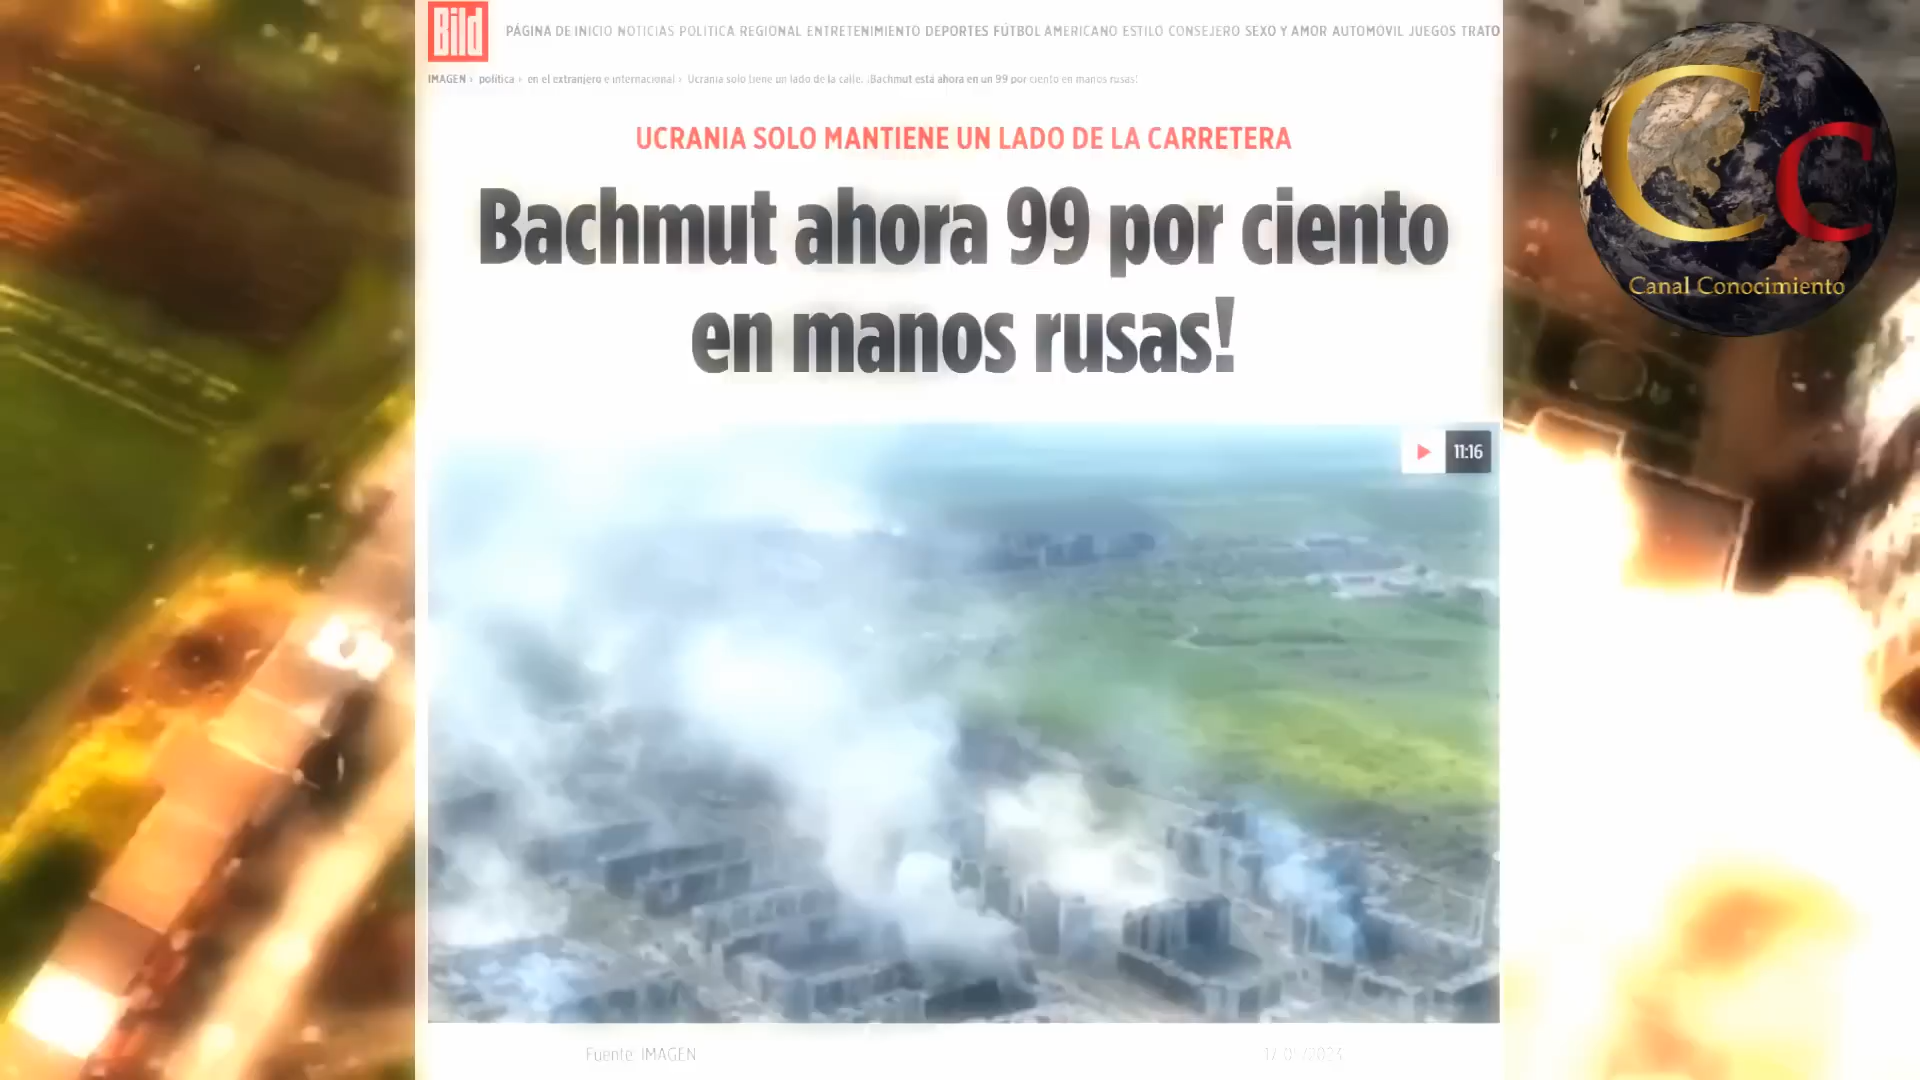 Bild
PÁGINA DE INICIO NOTICIAS POLITICA REGIONAL ENTRETENIMIENTO DEPORTES FÚTBOL AMERICANO ESTILO CONSEJERO SEXO Y AMOR AUTOMOVIL JUEGOS TRATO
IMAGEN › politica › en el extranjero e internacional › Ucrania solo tiene un lado de la calle. ¡Bachmut está ahora en un 99 por ciento en manos rusas!
UCRANIA SOLO MANTIENE UN LADO DE LA CARRETERA
Bachmut ahora 99 por ciento
en manos rusas!
11:16
C C
Canal Conocimiento
Fuente: IMAGEN